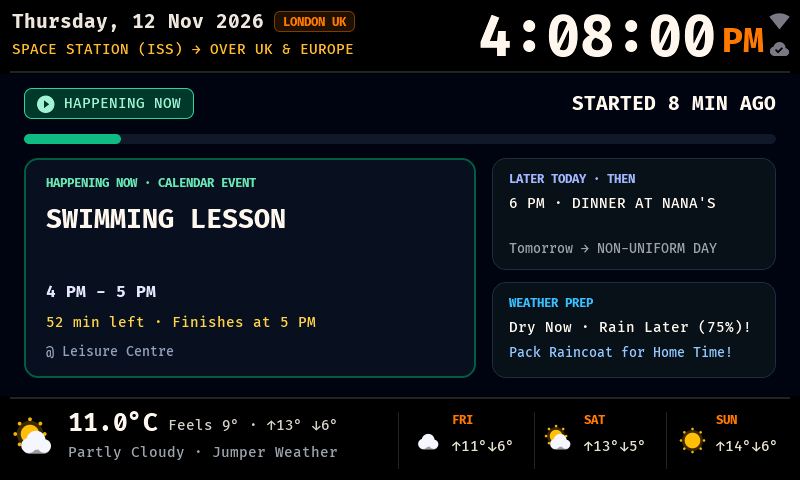 Thursday, 12 Nov 2026 LONDON UK
SPACE STATION (ISS) → OVER UK & EUROPE
4:08:00 PM
HAPPENING NOW
STARTED 8 MIN AGO
HAPPENING NOW · CALENDAR EVENT
SWIMMING LESSON
4 PM – 5 PM
52 min left · Finishes at 5 PM
@ Leisure Centre
LATER TODAY · THEN
6 PM · DINNER AT NANA'S
Tomorrow → NON-UNIFORM DAY
WEATHER PREP
Dry Now · Rain Later (75%)!
Pack Raincoat for Home Time!
11.0°C Feels 9° · ↑13° ↓6°
Partly Cloudy · Jumper Weather
FRI
↑11°↓6°
SAT
↑13°↓5°
SUN
↑14°↓6°